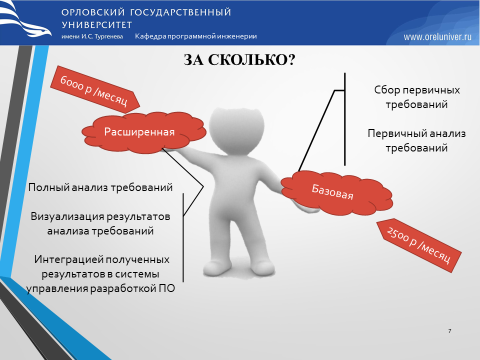 ОРЛОВСКИЙ ГОСУДАРСТВЕННЫЙ
УНИВЕРСИТЕТ
имени И.С. Тургенева Кафедра программной инженерии
www.oreluniver.ru
ЗА СКОЛЬКО?
6000 р /месяц
Расширенная
Сбор первичных
требований
Первичный анализ
требований
Базовая
2500 р /месяц
Полный анализ требований
Визуализация результатов
анализа требований
Интеграцией полученных
результатов в системы
управления разработкой ПО
7